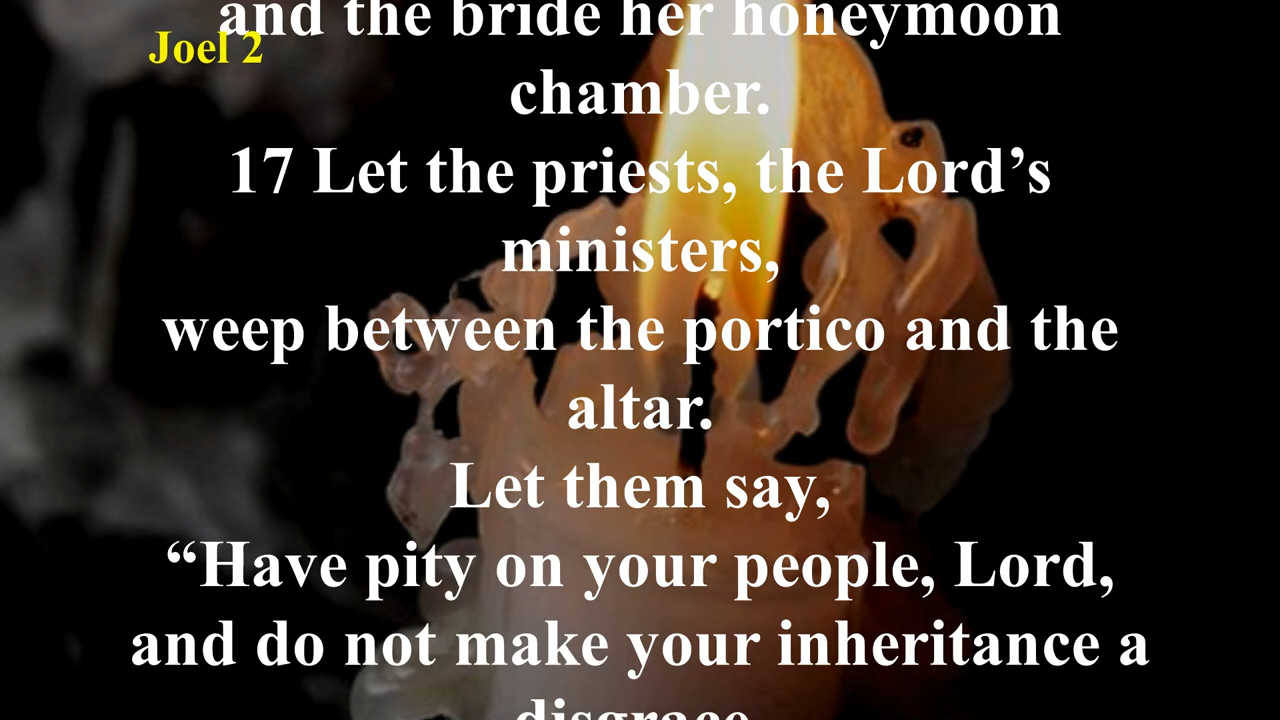 and the bride her honeymoon
Joel 2
chamber.
17 Let the priests, the Lord’s
ministers,
weep between the portico and the
altar.
Let them say,
“Have pity on your people, Lord,
and do not make your inheritance a
disgrace